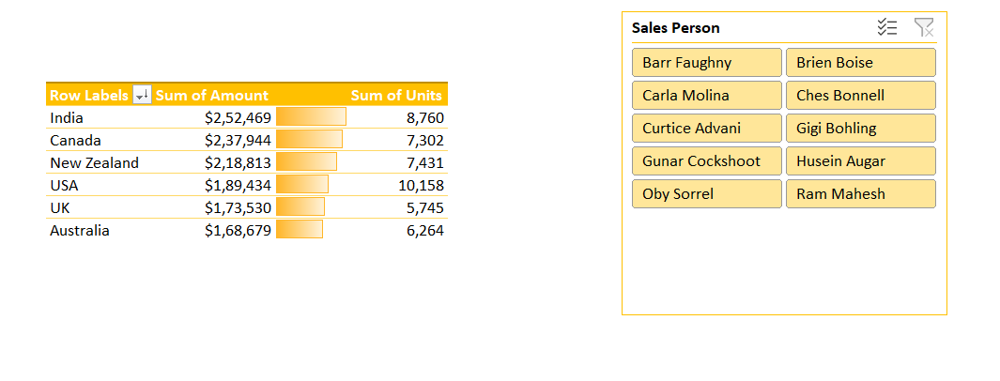 Sales Person
Barr Faughny Brien Boise
Carla Molina Ches Bonnell
Curtice Advani Gigi Bohling
Gunar Cockshoot Husein Augar
Oby Sorrel Ram Mahesh
Row Labels Sum of Amount Sum of Units
India $2,52,469 8,760
Canada $2,37,944 7,302
New Zealand $2,18,813 7,431
USA $1,89,434 10,158
UK $1,73,530 5,745
Australia $1,68,679 6,264